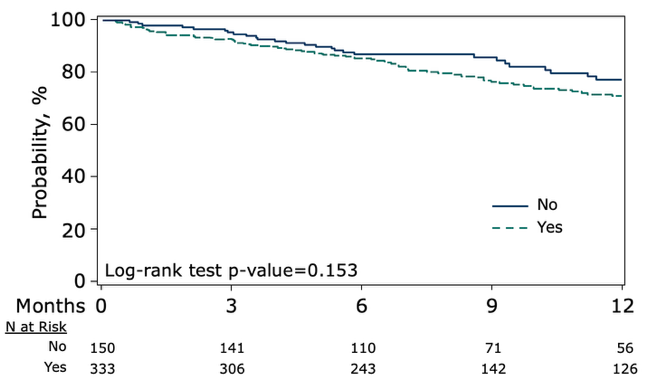 100
80
60
40
20
0
Probability, %
No
Yes
Log-rank test p-value=0.153
Months 0 3 6 9 12
N at Risk
No 150 141 110 71 56
Yes 333 306 243 142 126